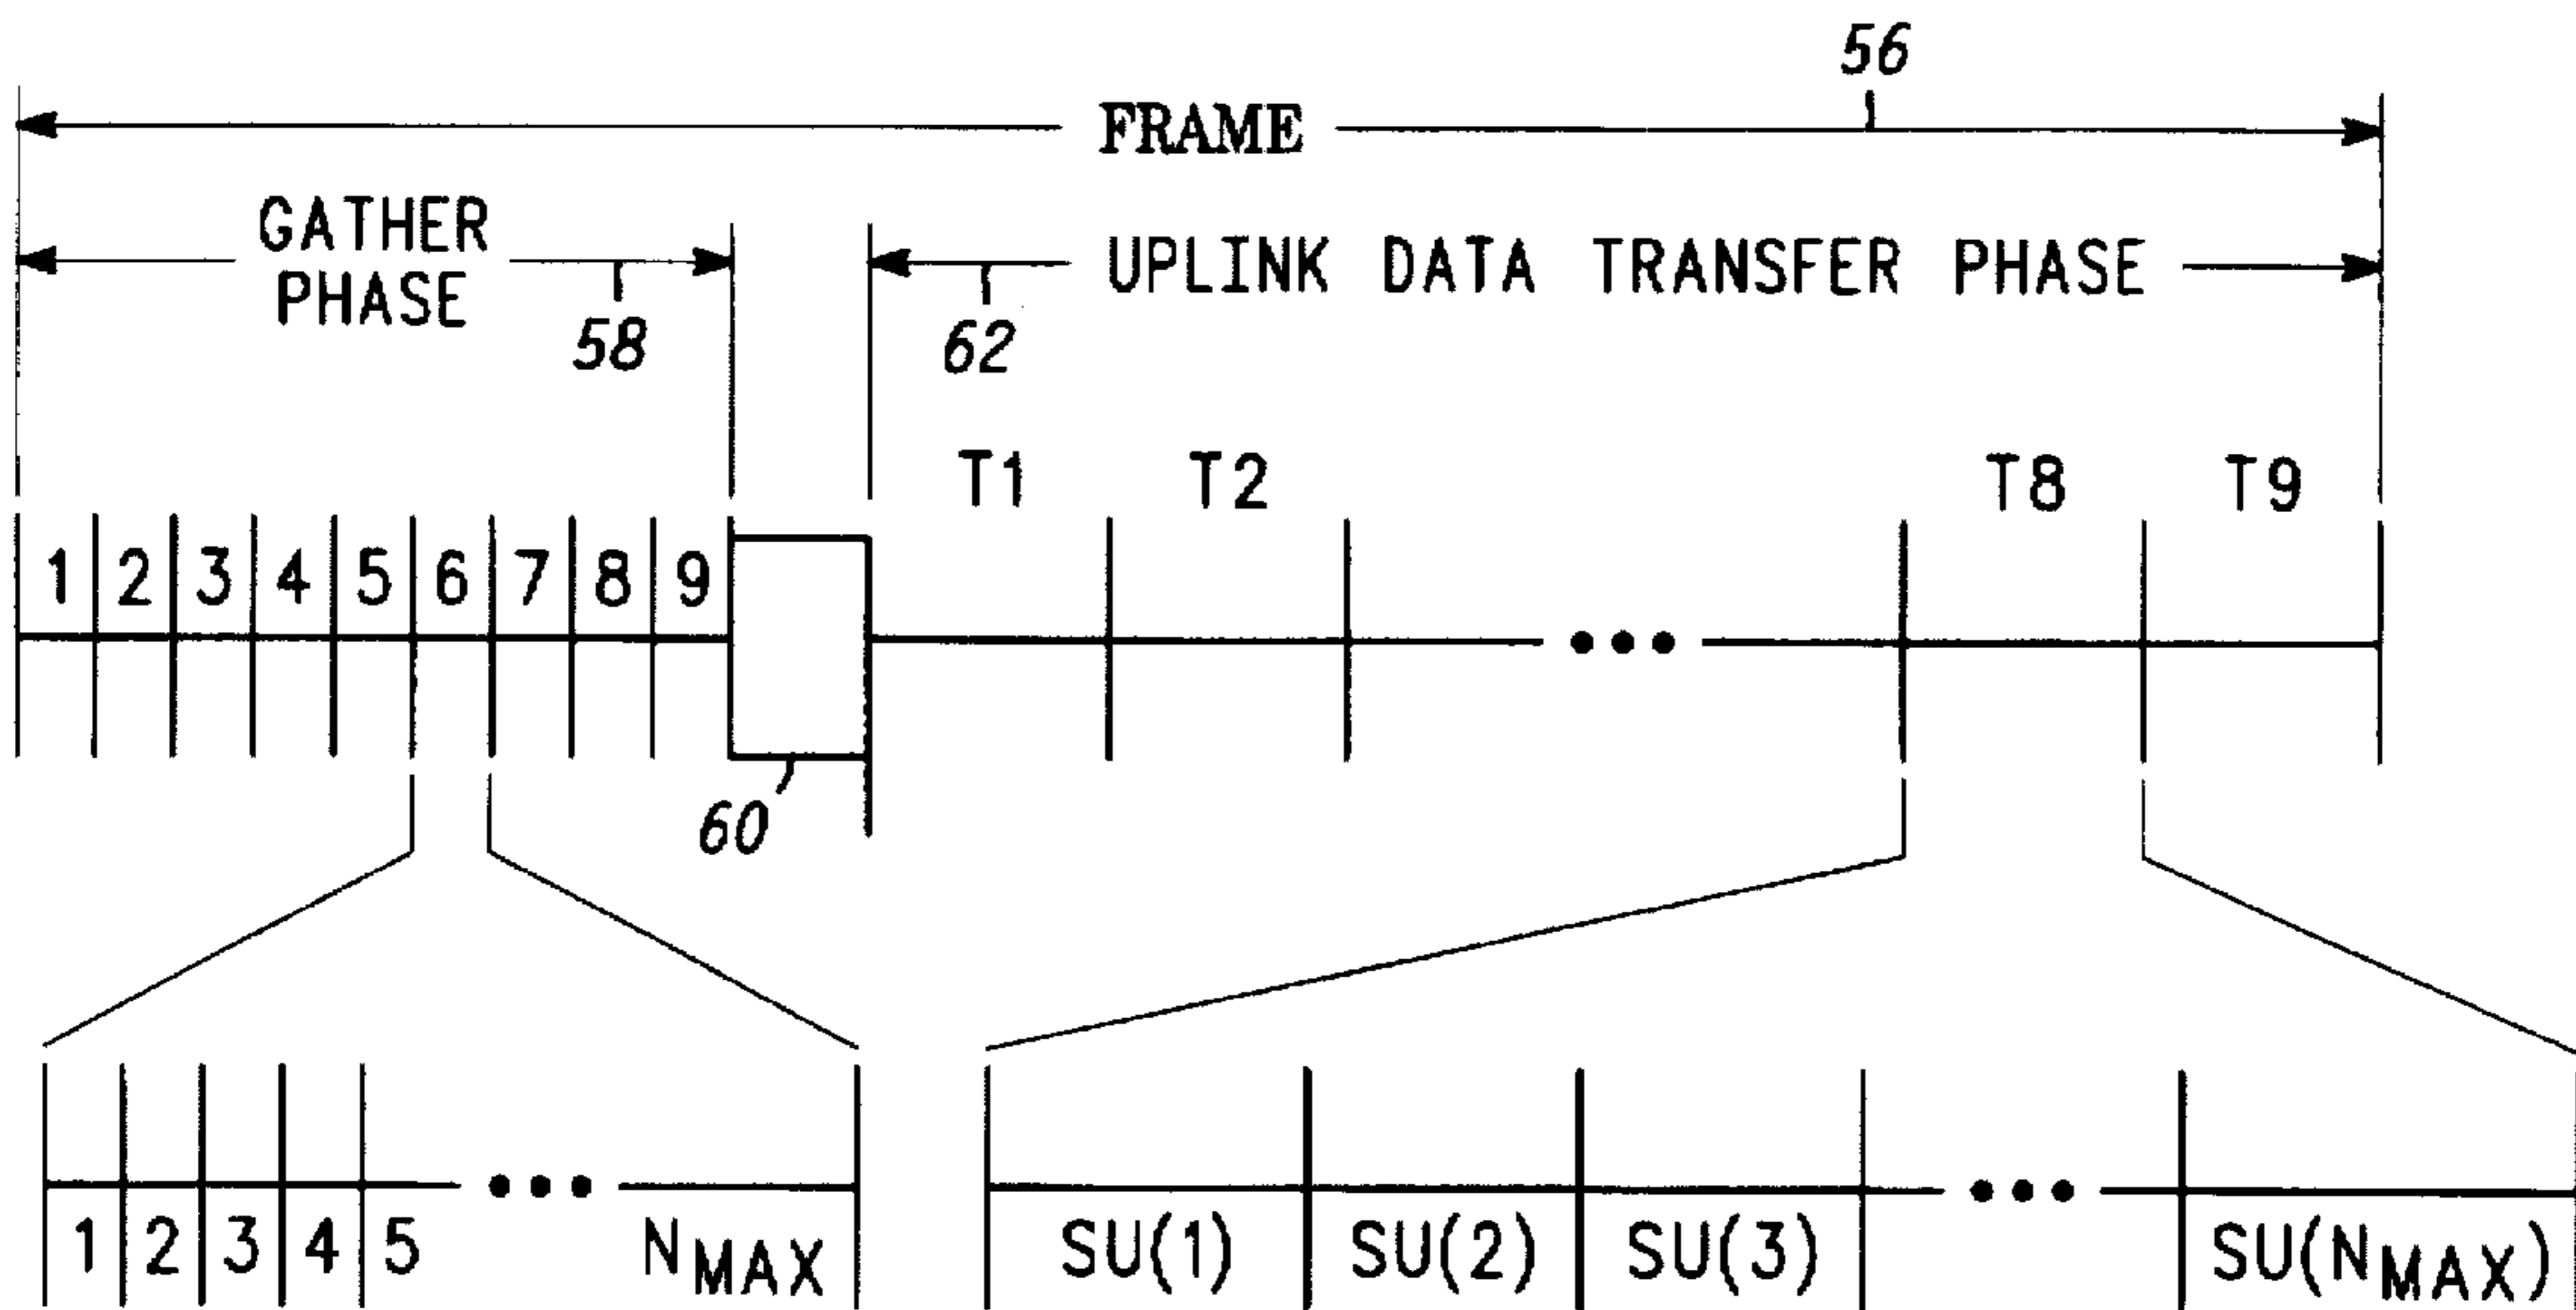 56
FRAME
GATHER
PHASE
UPLINK DATA TRANSFER PHASE
58
62
T1 T2 ••• T8 T9
1 2 3 4 5 6 7 8 9
60
1 2 3 4 5 ••• NMAX
SU(1) SU(2) SU(3) ••• SU(NMAX)